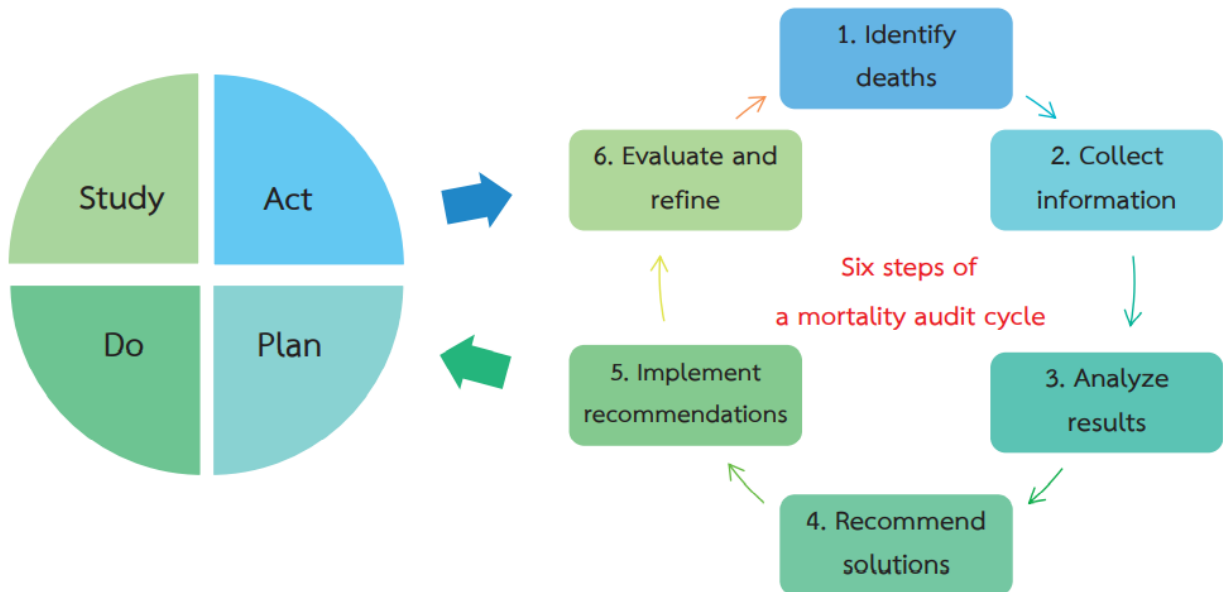 Study
Act
Do
Plan
1. Identify
deaths
2. Collect
information
3. Analyze
results
4. Recommend
solutions
5. Implement
recommendations
6. Evaluate and
refine
Six steps of
a mortality audit cycle